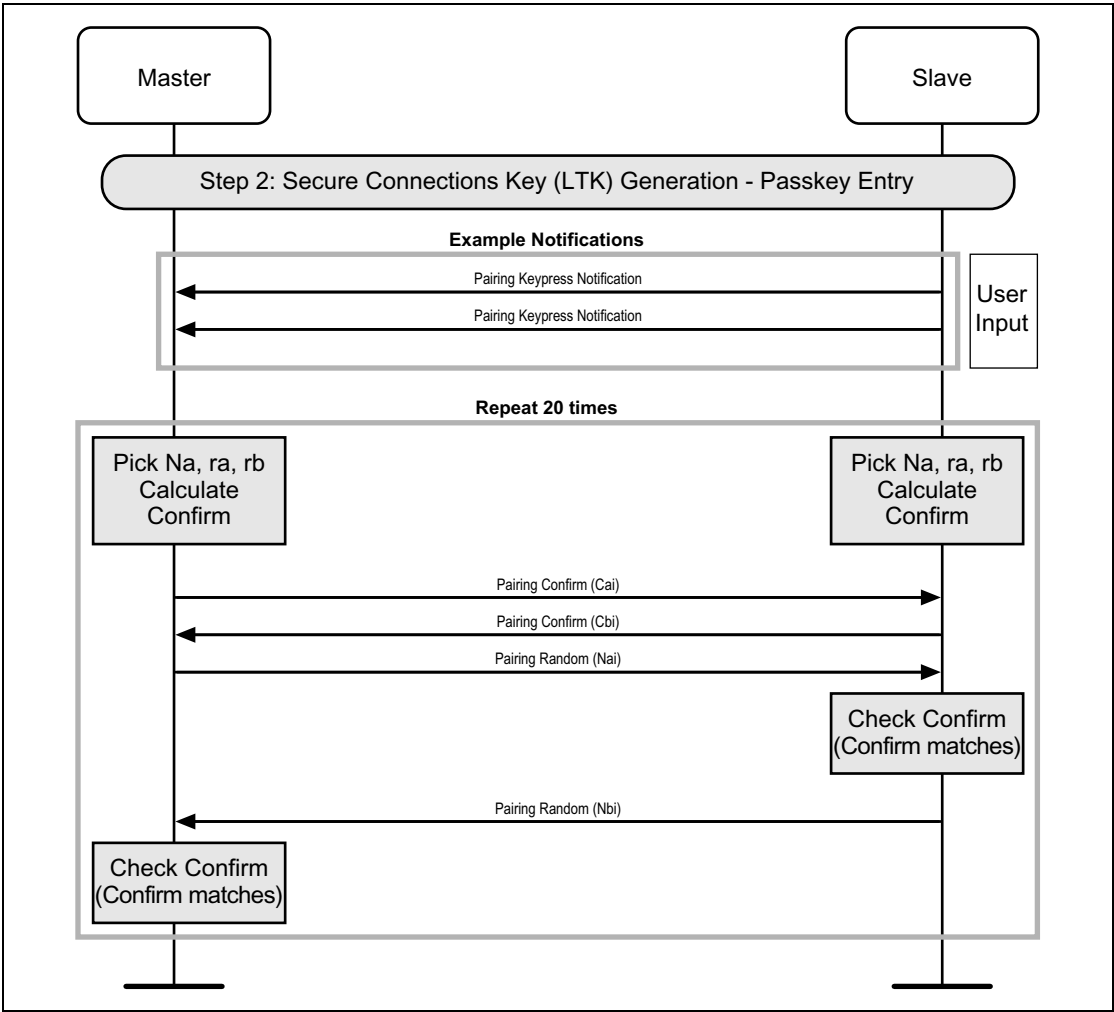 Master
Slave
Step 2: Secure Connections Key (LTK) Generation - Passkey Entry
Example Notifications
Pairing Keypress Notification
User
Input
Pairing Keypress Notification
Repeat 20 times
Pick Na, ra, rb
Calculate
Confirm
Pick Na, ra, rb
Calculate
Confirm
Pairing Confirm (Cai)
Pairing Confirm (Cbi)
Pairing Random (Nai)
Check Confirm
(Confirm matches)
Pairing Random (Nbi)
Check Confirm
(Confirm matches)